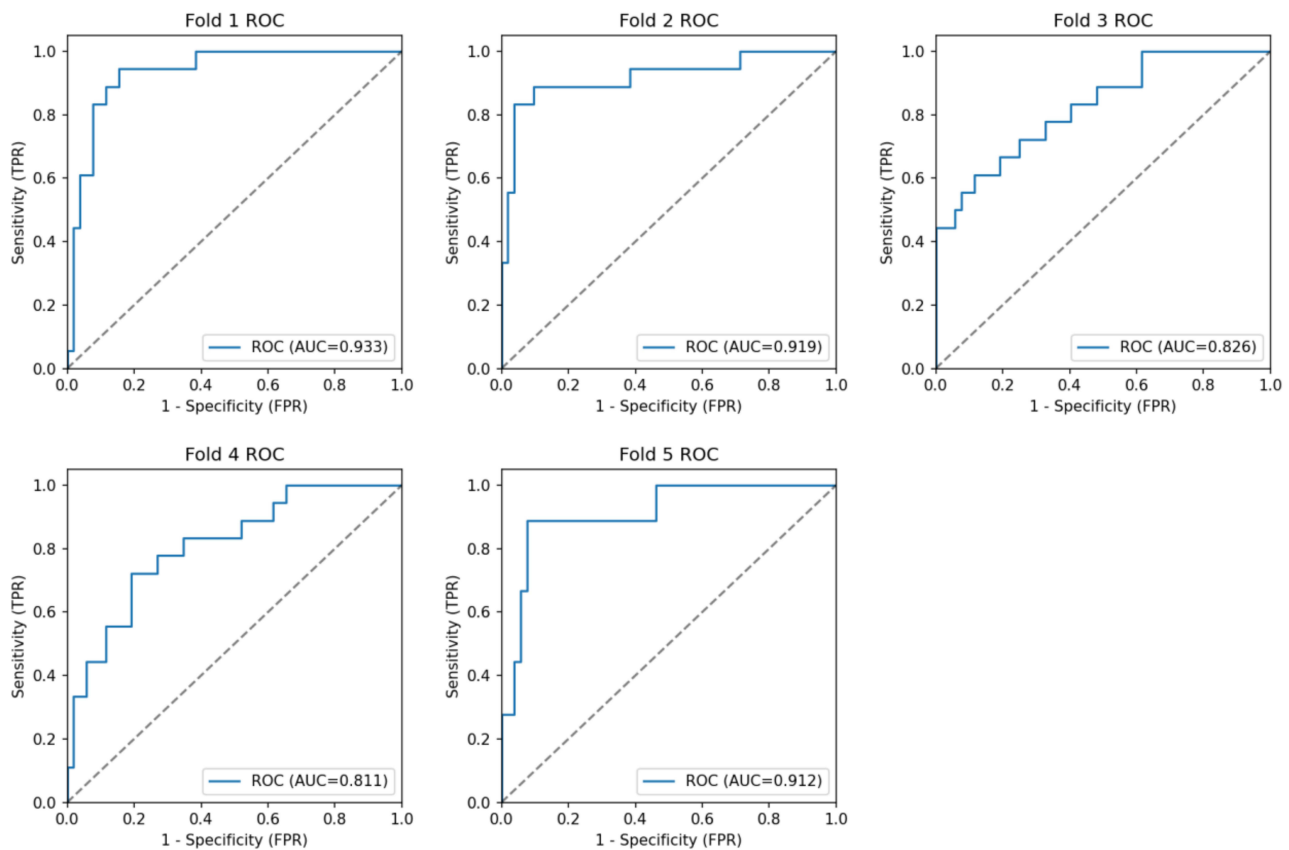 Fold 1 ROC
Sensitivity (TPR)
1.0
0.8
0.6
0.4
0.2
0.0
ROC (AUC=0.933)
0.0 0.2 0.4 0.6 0.8 1.0
1 - Specificity (FPR)
Fold 2 ROC
Sensitivity (TPR)
1.0
0.8
0.6
0.4
0.2
0.0
ROC (AUC=0.919)
0.0 0.2 0.4 0.6 0.8 1.0
1 - Specificity (FPR)
Fold 3 ROC
Sensitivity (TPR)
1.0
0.8
0.6
0.4
0.2
0.0
ROC (AUC=0.826)
0.0 0.2 0.4 0.6 0.8 1.0
1 - Specificity (FPR)
Fold 4 ROC
Sensitivity (TPR)
1.0
0.8
0.6
0.4
0.2
0.0
ROC (AUC=0.811)
0.0 0.2 0.4 0.6 0.8 1.0
1 - Specificity (FPR)
Fold 5 ROC
Sensitivity (TPR)
1.0
0.8
0.6
0.4
0.2
0.0
ROC (AUC=0.912)
0.0 0.2 0.4 0.6 0.8 1.0
1 - Specificity (FPR)